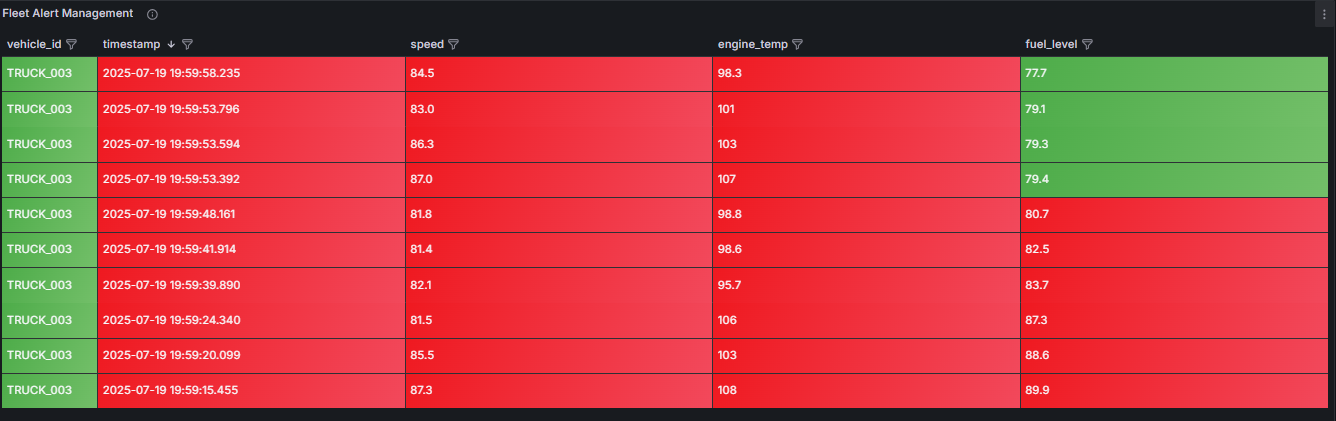 Fleet Alert Management
vehicle_id timestamp speed engine_temp fuel_level
TRUCK_003 2025-07-19 19:59:58.235 84.5 98.3 77.7
TRUCK_003 2025-07-19 19:59:53.796 83.0 101 79.1
TRUCK_003 2025-07-19 19:59:53.594 86.3 103 79.3
TRUCK_003 2025-07-19 19:59:53.392 87.0 107 79.4
TRUCK_003 2025-07-19 19:59:48.161 81.8 98.8 80.7
TRUCK_003 2025-07-19 19:59:41.914 81.4 98.6 82.5
TRUCK_003 2025-07-19 19:59:39.890 82.1 95.7 83.7
TRUCK_003 2025-07-19 19:59:24.340 81.5 106 87.3
TRUCK_003 2025-07-19 19:59:20.099 85.5 103 88.6
TRUCK_003 2025-07-19 19:59:15.455 87.3 108 89.9